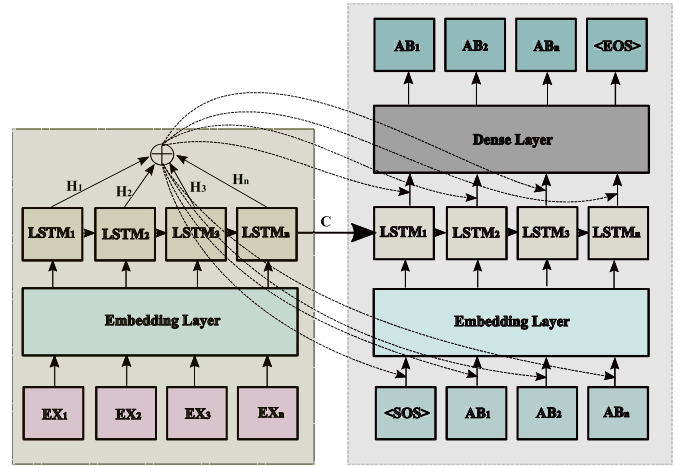 AB1 AB2 ABn <EOS>
Dense Layer
H1 H2 H3 Hn
LSTM1 LSTM2 LSTM3 LSTMn C LSTM1 LSTM2 LSTM3 LSTMn
Embedding Layer Embedding Layer
EX1 EX2 EX3 EXn <SOS> AB1 AB2 ABn